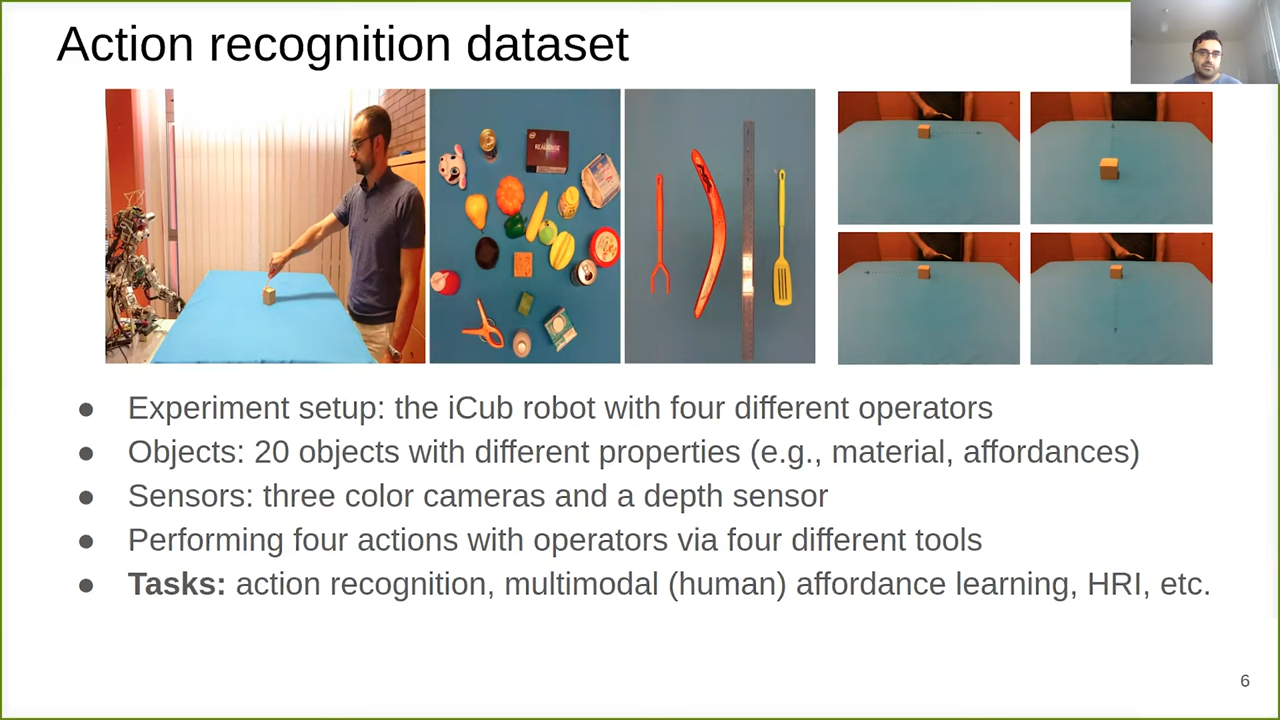 Action recognition dataset
REALSENSE
● Experiment setup: the iCub robot with four different operators
● Objects: 20 objects with different properties (e.g., material, affordances)
● Sensors: three color cameras and a depth sensor
● Performing four actions with operators via four different tools
● Tasks: action recognition, multimodal (human) affordance learning, HRI, etc.
6